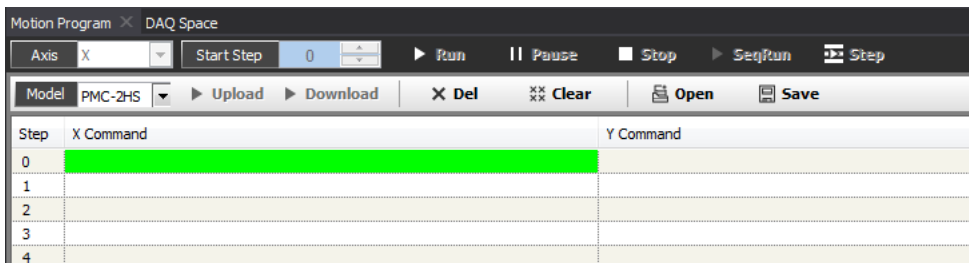 Motion Program DAQ Space
Axis X Start Step 0 Run Pause Stop SeqRun Step
Model PMC-2HS Upload Download Del Clear Open Save
Step X Command Y Command
0
1
2
3
4